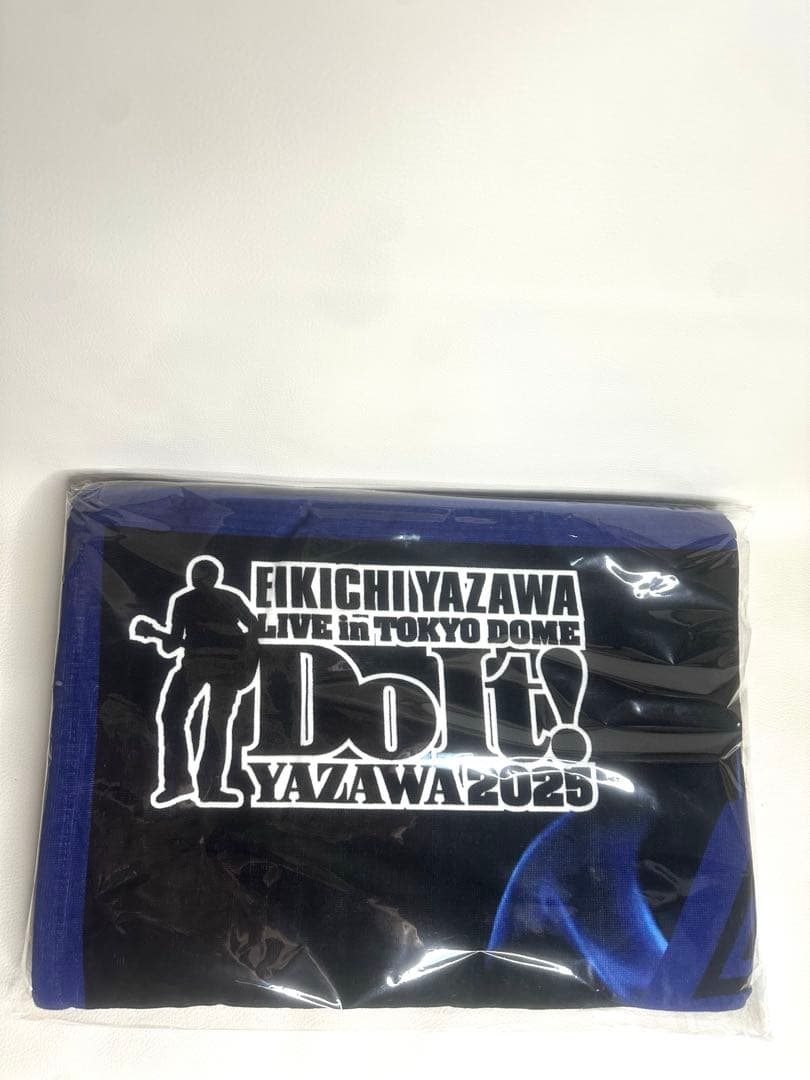 EIKICHI YAZAWA
LIVE in TOKYO DOME
Do It!
YAZAWA 2025